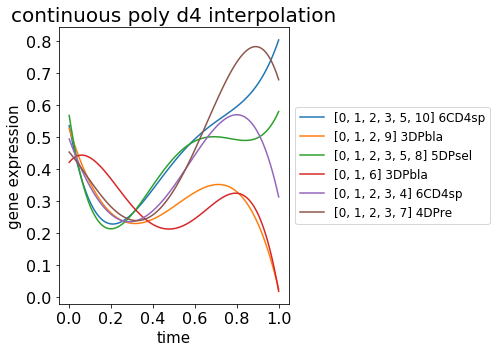 continuous poly d4 interpolation
gene expression
0.8
0.7
0.6
0.5
0.4
0.3
0.2
0.1
0.0
0.0 0.2 0.4 0.6 0.8 1.0
time
[0, 1, 2, 3, 5, 10] 6CD4sp
[0, 1, 2, 9] 3DPbla
[0, 1, 2, 3, 5, 8] 5DPsel
[0, 1, 6] 3DPbla
[0, 1, 2, 3, 4] 6CD4sp
[0, 1, 2, 3, 7] 4DPre